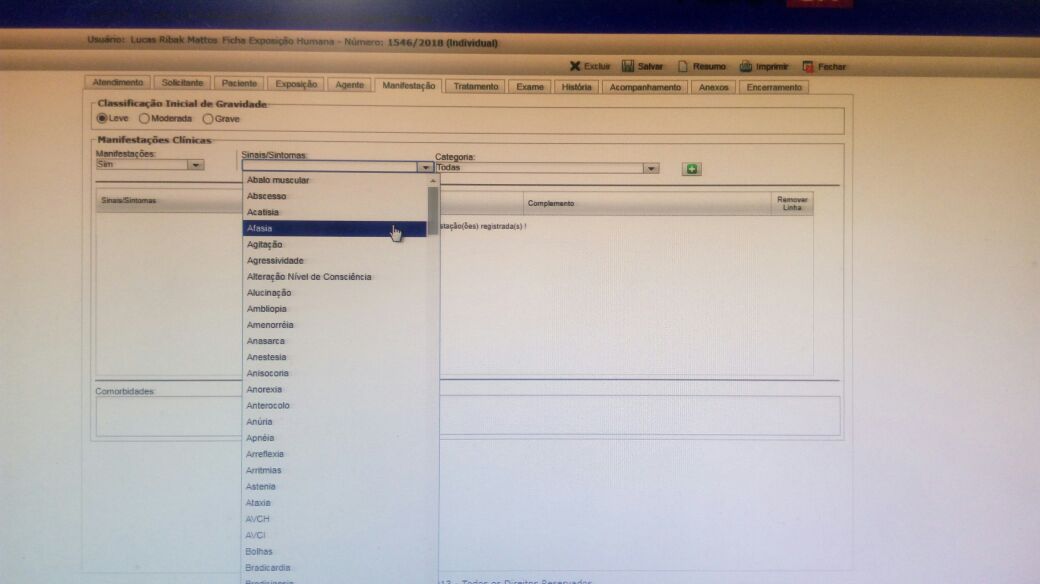 Usuário: Lucas Ribak Mattos Ficha Exposição Humana - Número: 1546/2018 (Individual)
Excluir Salvar Resumo Imprimir Fechar
Atendimento Solicitante Paciente Exposição Agente Manifestação Tratamento Exame História Acompanhamento Anexos Encerramento
Classificação Inicial de Gravidade
Leve Moderada Grave
Manifestações Clínicas
Manifestações: Sinais/Sintomas: Categoria:
Sim Todas
Sinais/Sintomas Complemento Remover Linha
stação(ões) registrada(s) !
Abalo muscular
Abscesso
Acatisia
Afasia
Agitação
Agressividade
Alteração Nível de Consciência
Alucinação
Ambliopia
Amenorréia
Anasarca
Anestesia
Anisocoria
Anorexia
Anterocolo
Anúria
Apnéia
Arreflexia
Arritmias
Astenia
Ataxia
AVCH
AVCI
Bolhas
Bradicardia
Comorbidades:
- Todos os Direitos Reservados